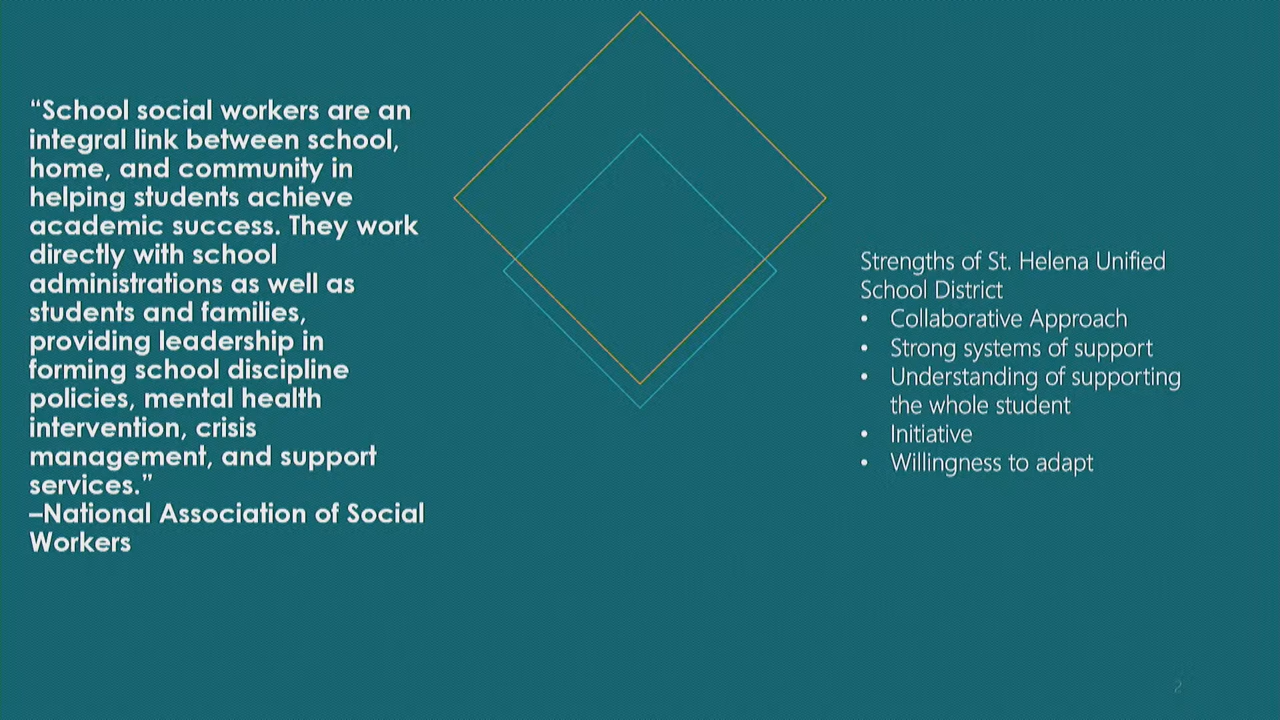 “School social workers are an
integral link between school,
home, and community in
helping students achieve
academic success. They work
directly with school
administrations as well as
students and families,
providing leadership in
forming school discipline
policies, mental health
intervention, crisis
management, and support
services.”
–National Association of Social
Workers
Strengths of St. Helena Unified
School District
• Collaborative Approach
• Strong systems of support
• Understanding of supporting
the whole student
• Initiative
• Willingness to adapt
2